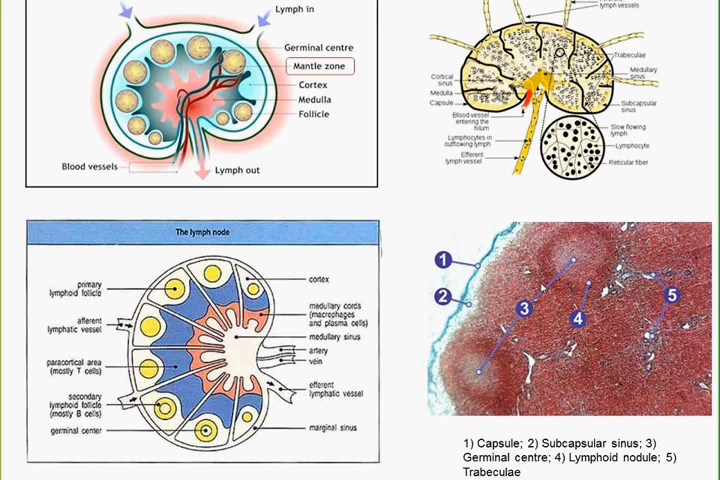 Lymph in
Germinal centre
Mantle zone
Cortex
Medulla
Follicle
Blood vessels
Lymph out
lymph vessels
Trabeculae
Cortical
sinus
Medullary
sinus
Medulla
Capsule
Subcapsular
sinus
Blood vessel
entering the
hilum
Slow flowing
lymph
Lymphocytes in
outflowing lymph
Lymphocyte
Efferent
lymph vessel
Reticular fiber
The lymph node
primary
lymphoid follicle
cortex
medullary cords
(macrophages
and plasma cells)
afferent
lymphatic vessel
medullary sinus
artery
vein
paracortical area
(mostly T cells)
efferent
lymphatic vessel
secondary
lymphoid follicle
(mostly B cells)
germinal center
marginal sinus
1
2
3
4
5
1) Capsule; 2) Subcapsular sinus; 3)
Germinal centre; 4) Lymphoid nodule; 5)
Trabeculae